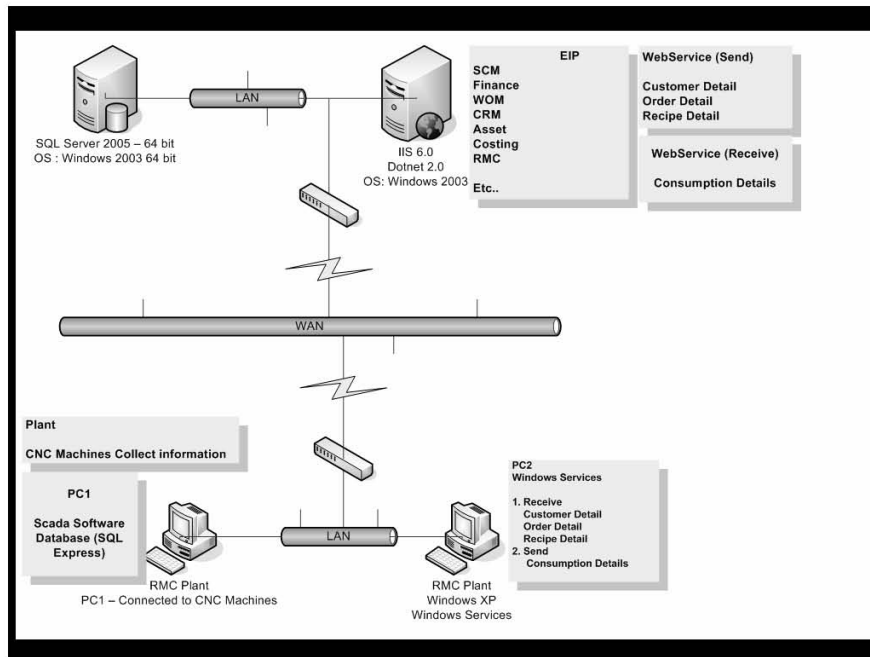 LAN
SQL Server 2005 – 64 bit
OS : Windows 2003 64 bit
IIS 6.0
Dotnet 2.0
OS: Windows 2003
EIP
SCM
Finance
WOM
CRM
Asset
Costing
RMC
Etc..
WebService (Send)
Customer Detail
Order Detail
Recipe Detail
WebService (Receive)
Consumption Details
WAN
Plant
CNC Machines Collect information
PC1
Scada Software
Database (SQL
Express)
RMC Plant
PC1 – Connected to CNC Machines
LAN
RMC Plant
Windows XP
Windows Services
PC2
Windows Services
1. Receive
Customer Detail
Order Detail
Recipe Detail
2. Send
Consumption Details